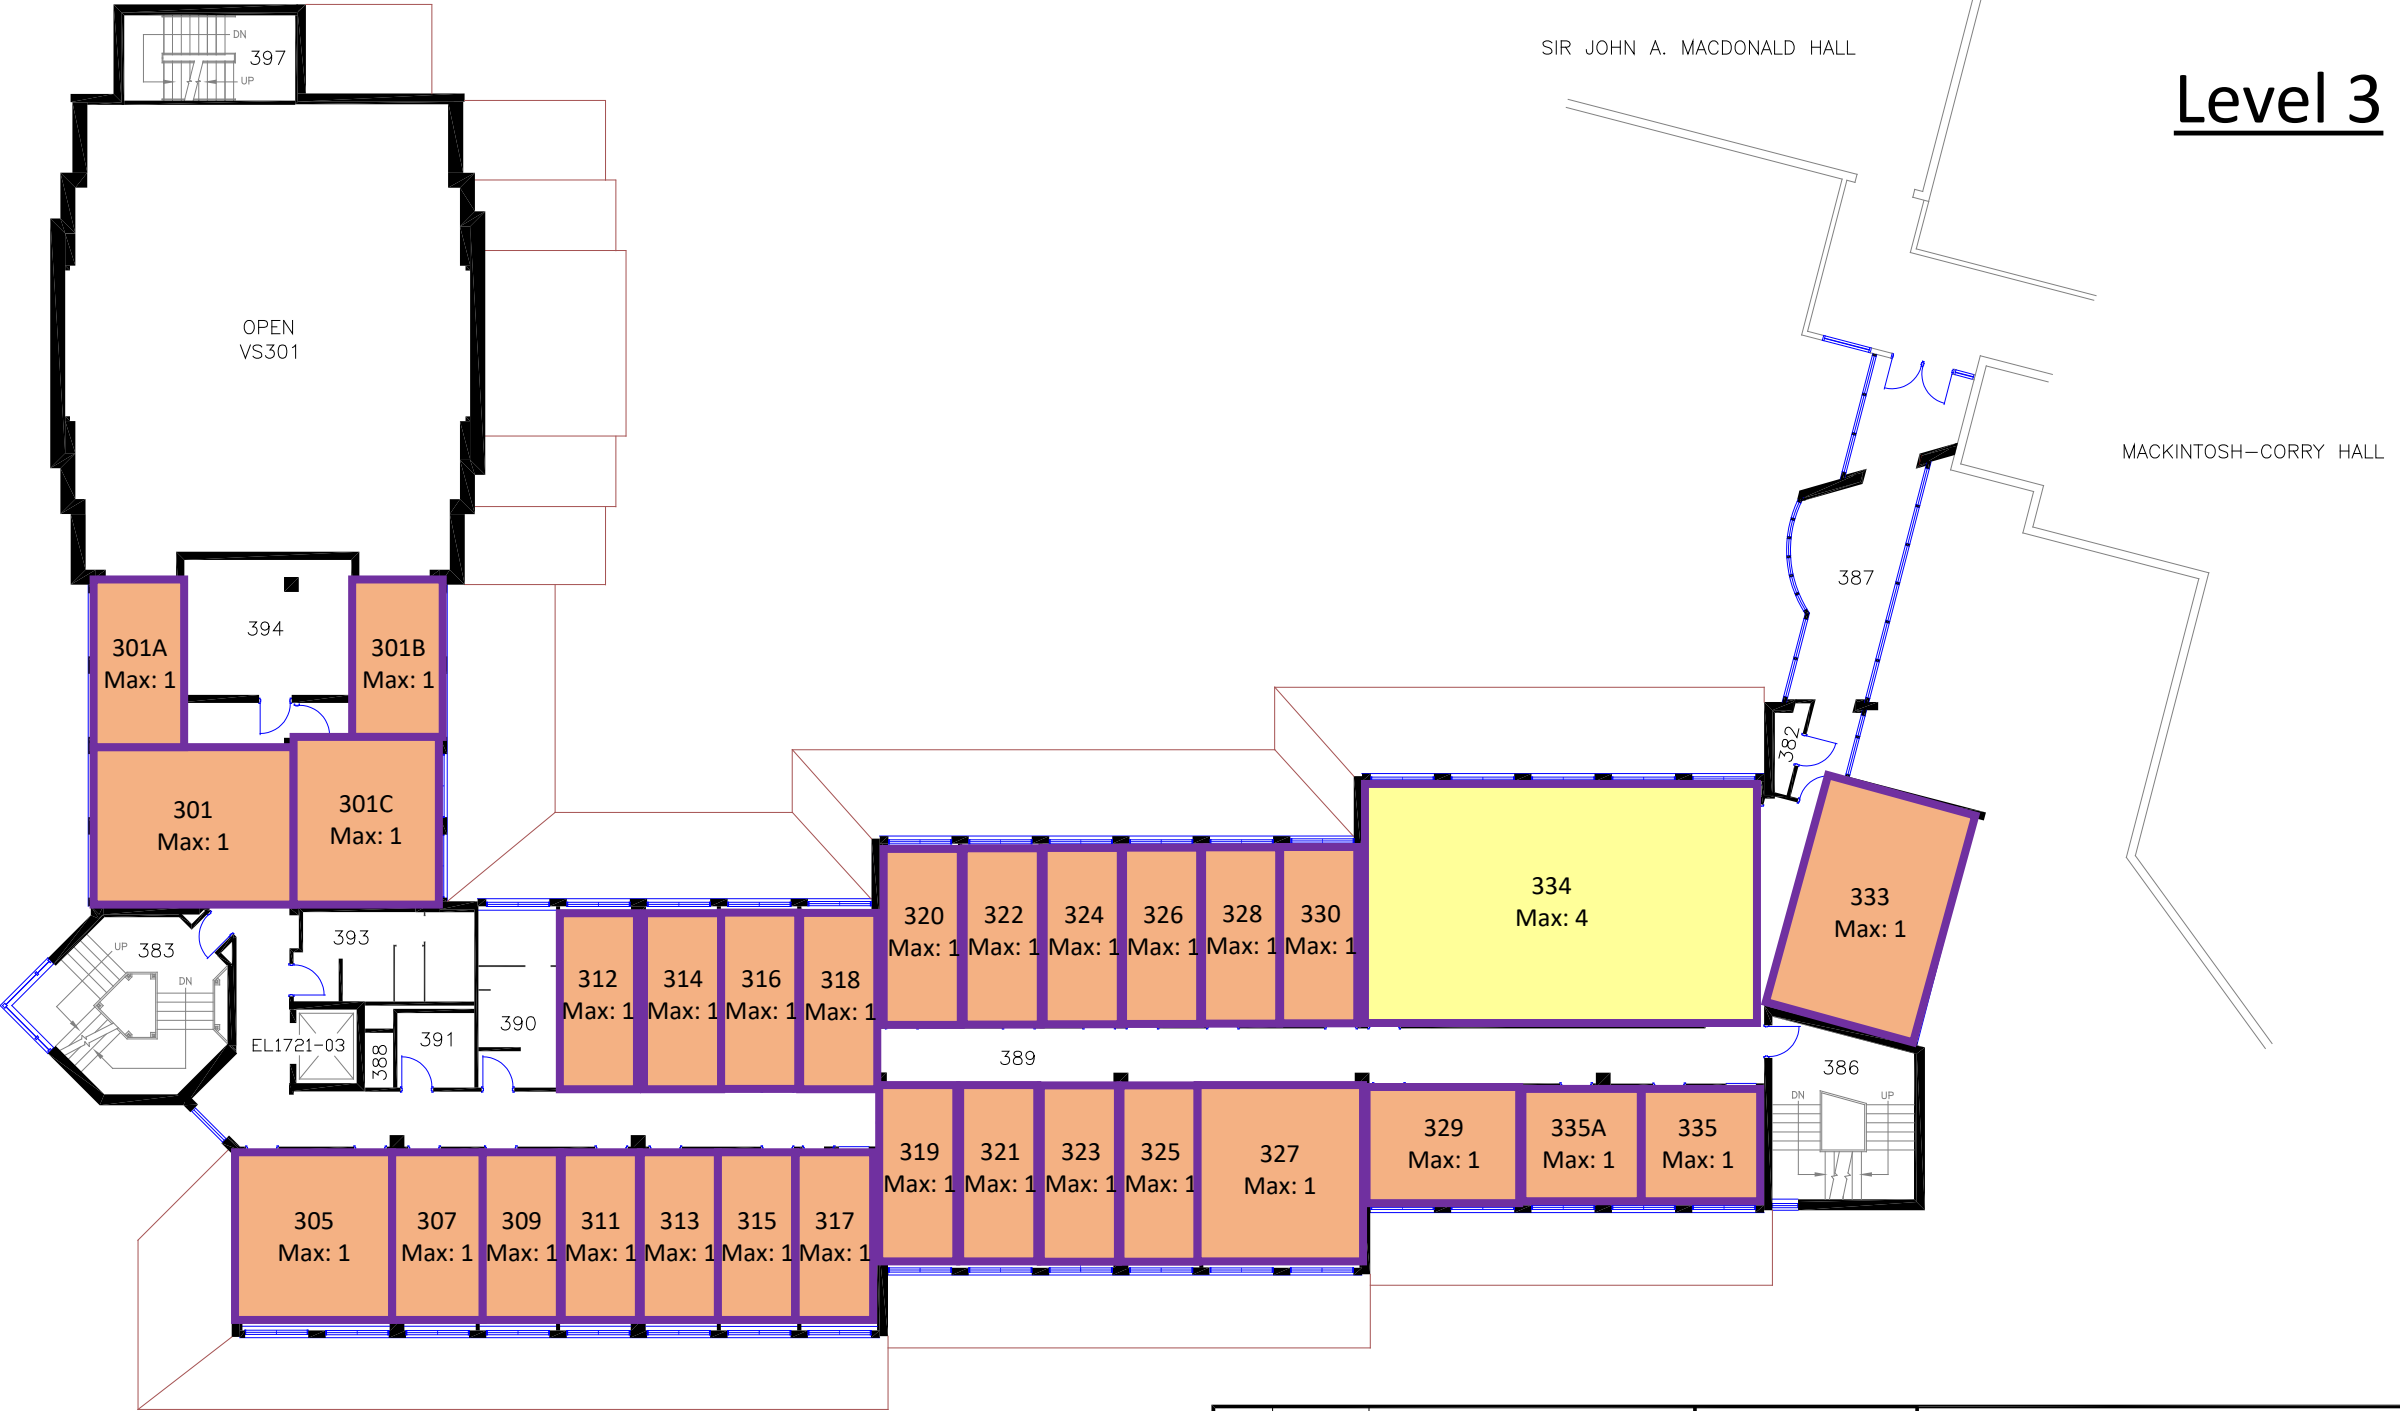 Level 3
SIR JOHN A. MACDONALD HALL
MACKINTOSH-CORRY HALL
DN
397
UP
OPEN
VS301
387
382
301A
Max: 1
394
301B
Max: 1
301
Max: 1
301C
Max: 1
334
Max: 4
333
Max: 1
320
Max: 1
322
Max: 1
324
Max: 1
326
Max: 1
328
Max: 1
330
Max: 1
UP
383
DN
393
EL1721-03
388
391
390
312
Max: 1
314
Max: 1
316
Max: 1
318
Max: 1
389
386
DN
UP
319
Max: 1
321
Max: 1
323
Max: 1
325
Max: 1
327
Max: 1
329
Max: 1
335A
Max: 1
335
Max: 1
305
Max: 1
307
Max: 1
309
Max: 1
311
Max: 1
313
Max: 1
315
Max: 1
317
Max: 1